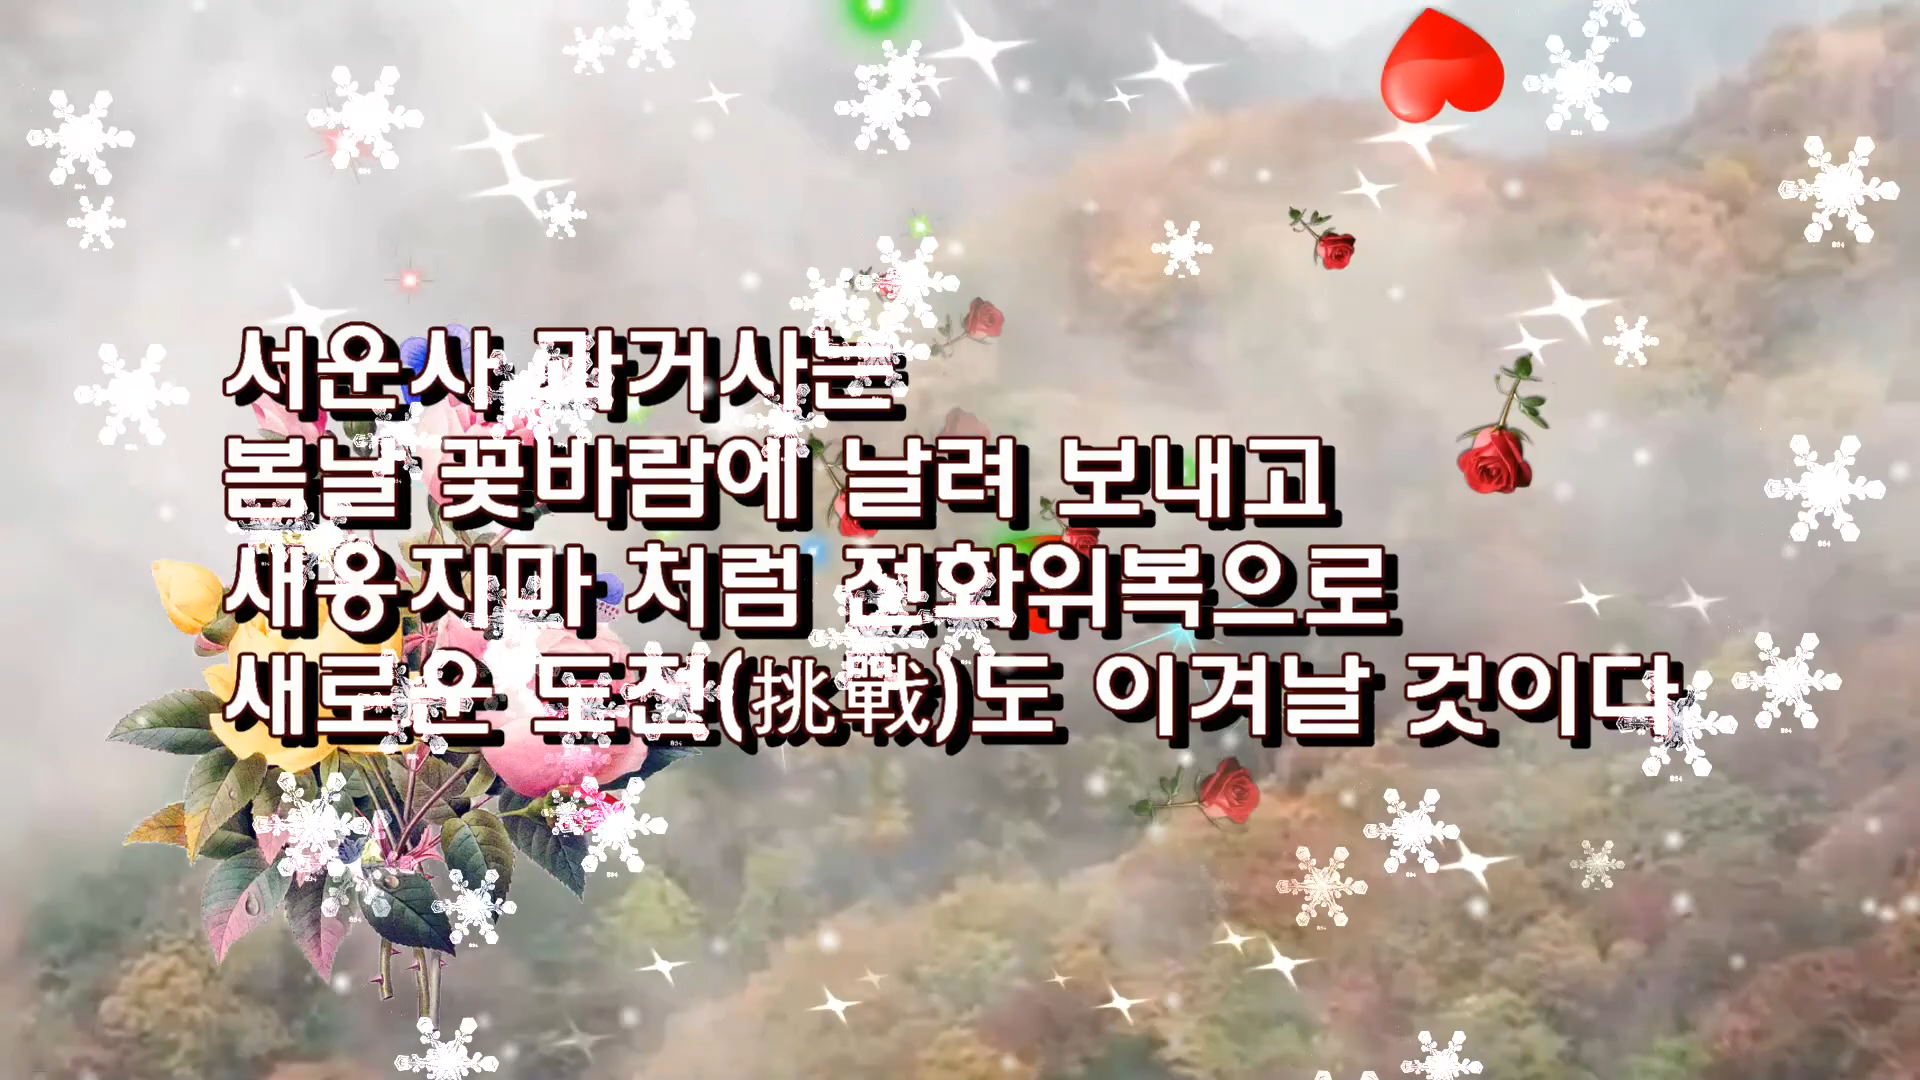 서운사 과거사는
봄날 꽃바람에 날려 보내고
새옹지마 처럼 전화위복으로
새로운 도전(挑戰)도 이겨날 것이다